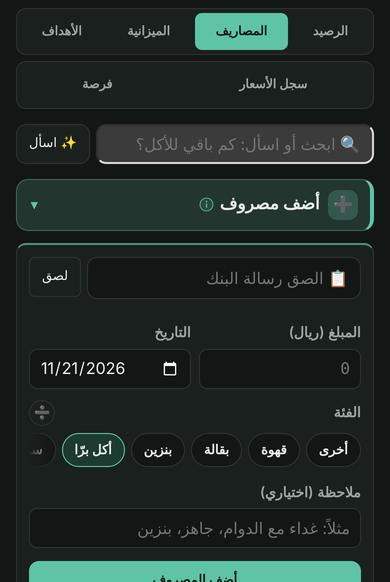 الرصيد المصاريف الميزانية الأهداف
سجل الأسعار فرصة
🔍 ابحث أو اسأل: كم باقي للأكل؟ ✨ اسأل
➕ أضف مصروف ⓘ ▼
📋 الصق رسالة البنك لصق
المبلغ (ريال) التاريخ
0 11/21/2026
الفئة ➗
أخرى قهوة بقالة بنزين أكل برّا
ملاحظة (اختياري)
مثلاً: غداء مع الدوام، جاهز، بنزين
أضف المصروف